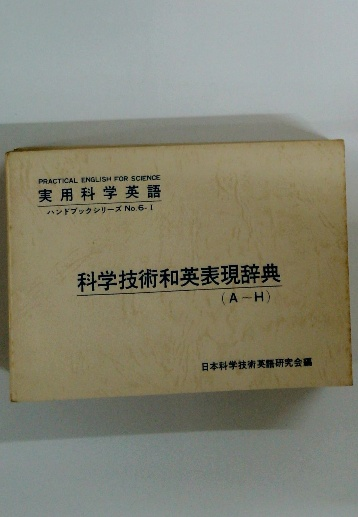 PRACTICAL ENGLISH FOR SCIENCE
実用科学英語
ハンドブックシリーズ No.6-1
科学技術和英表現辞典
(A～H)
日本科学技術英語研究会編